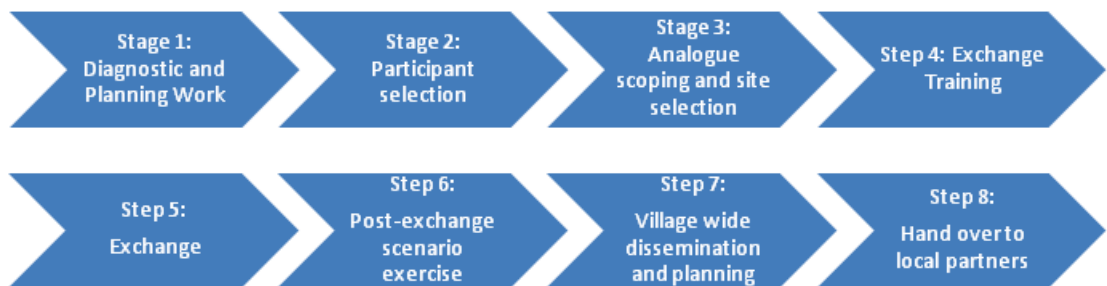 Stage 1:
Diagnostic and
Planning Work
Stage 2:
Participant
selection
Stage 3:
Analogue
scoping and site
selection
Step 4: Exchange
Training
Step 5:
Exchange
Step 6:
Post-exchange
scenario
exercise
Step 7:
Village wide
dissemination
and planning
Step 8:
Hand over to
local partners